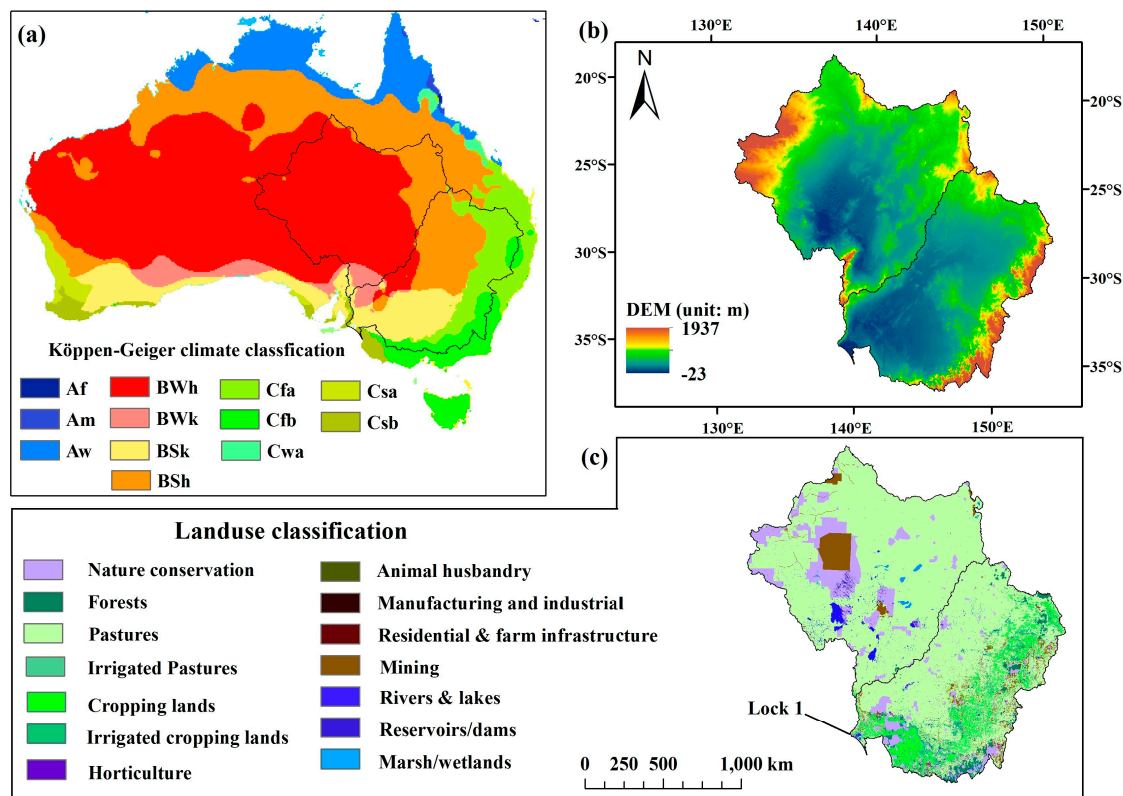 (a)
Köppen-Geiger climate classfication
Af
BWh
Cfa
Csa
Am
BWk
Cfb
Csb
Aw
BSk
Cwa
BSh
(b)
130°E
140°E
150°E
N
20°S
20°S
25°S
25°S
30°S
30°S
35°S
35°S
DEM (unit: m)
1937
-23
130°E
140°E
150°E
(c)
Lock 1
0 250 500 1,000 km
Landuse classification
Nature conservation
Forests
Pastures
Irrigated Pastures
Cropping lands
Irrigated cropping lands
Horticulture
Animal husbandry
Manufacturing and industrial
Residential & farm infrastructure
Mining
Rivers & lakes
Reservoirs/dams
Marsh/wetlands